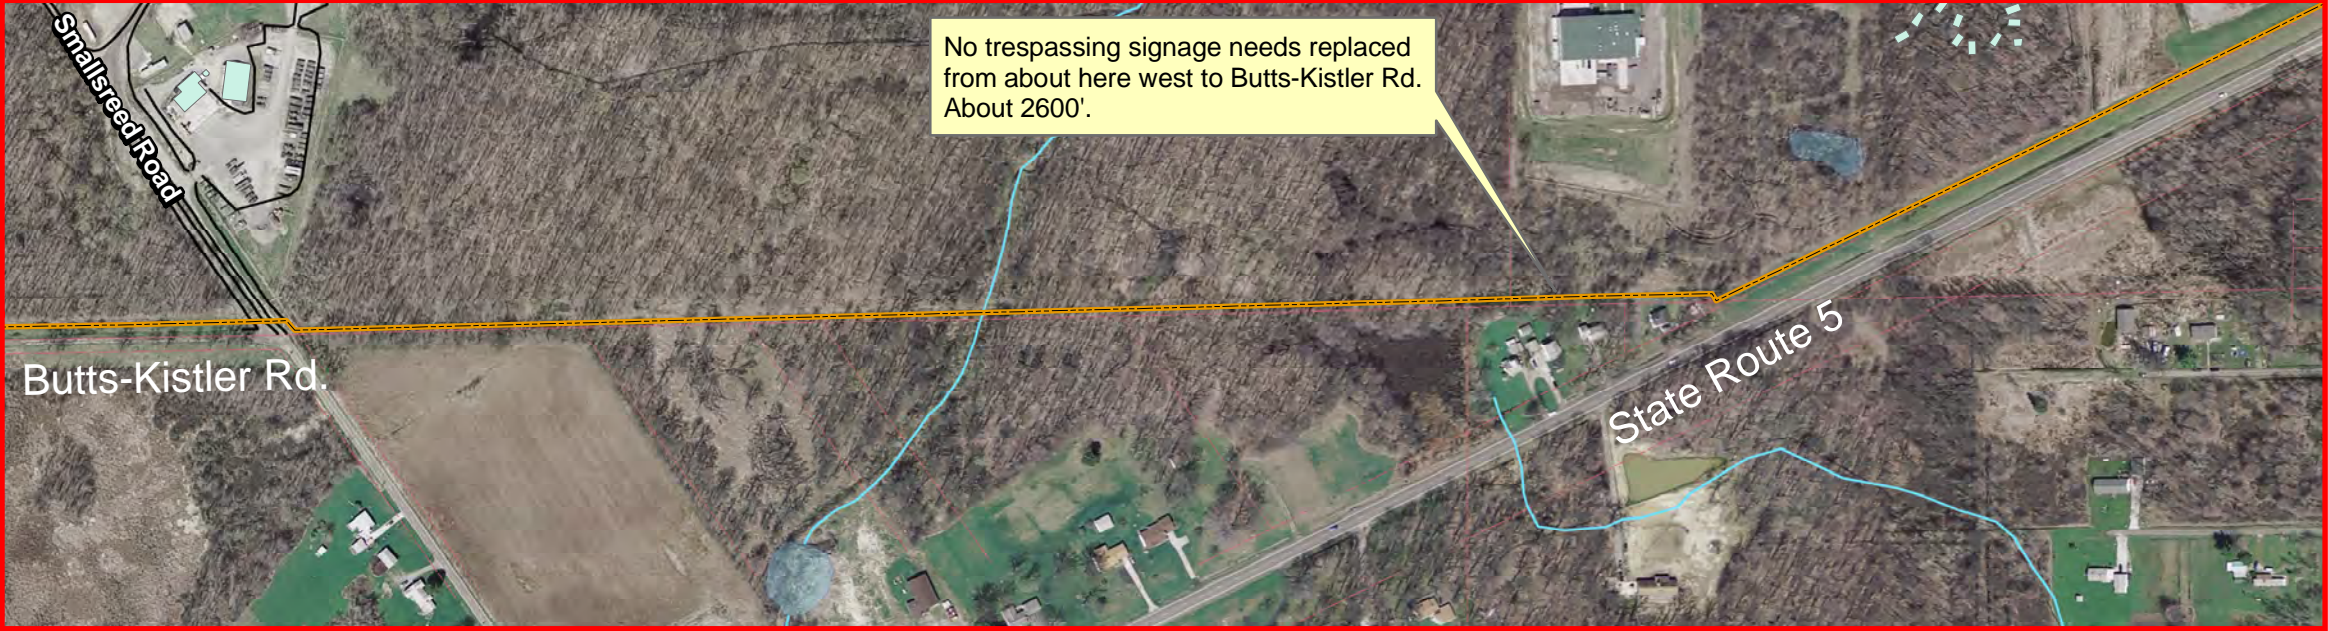 Smallsreed Road
No trespassing signage needs replaced
from about here west to Butts-Kistler Rd.
About 2600'.
Butts-Kistler Rd.
State Route 5